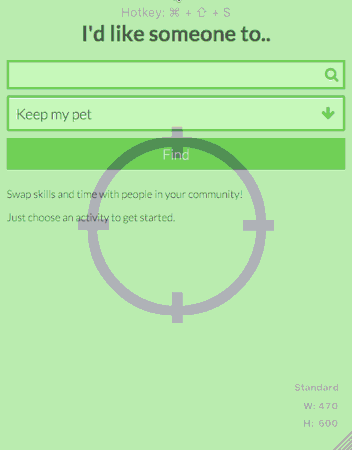 Hotkey: ⌘ + ⇧ + S
I'd like someone to..
Keep my pet
Find
Swap skills and time with people in your community!
Just choose an activity to get started.
Standard
W: 470
H: 600